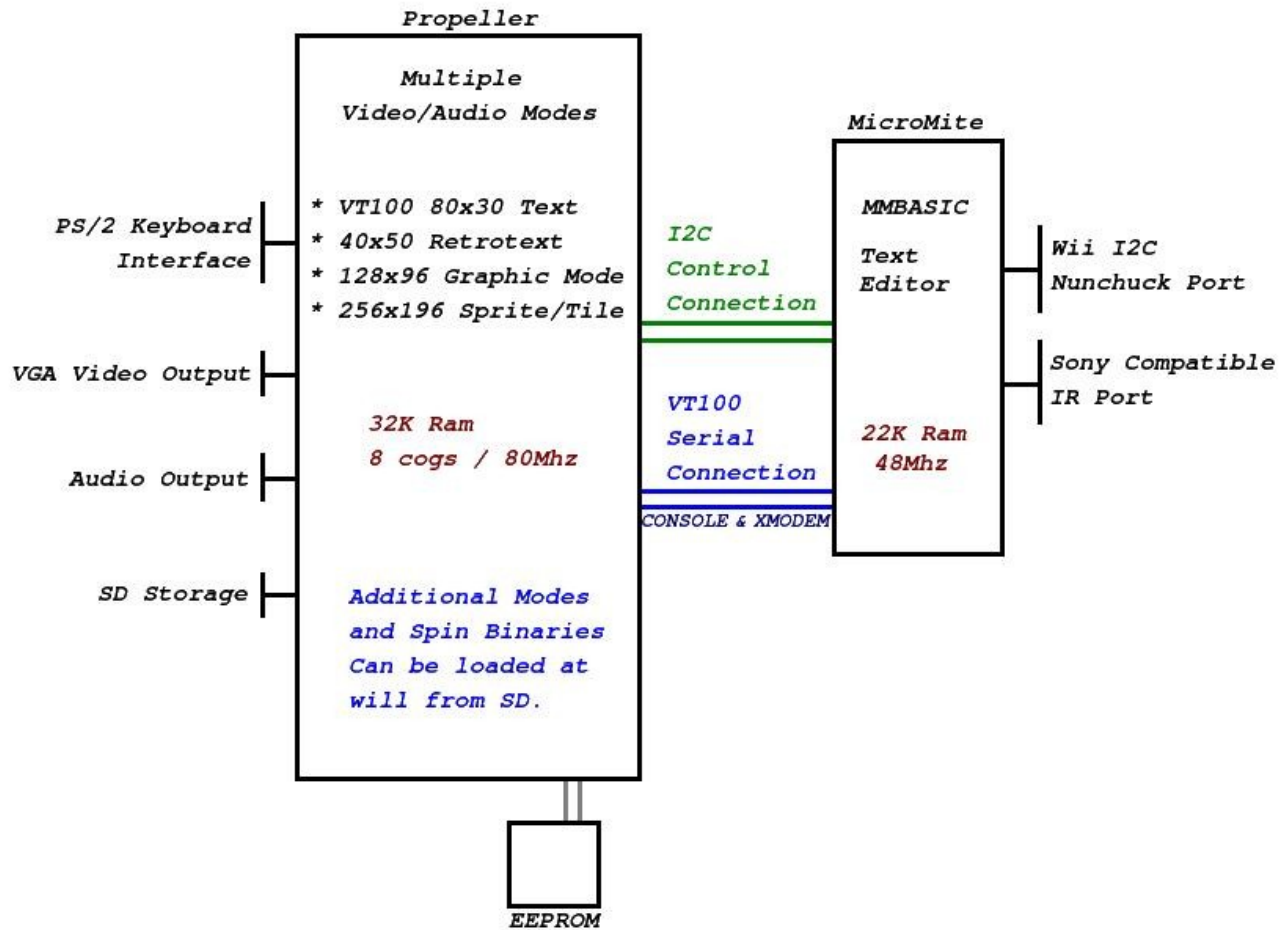 Propeller
Multiple
Video/Audio Modes
* VT100 80x30 Text
* 40x50 Retrotext
* 128x96 Graphic Mode
* 256x196 Sprite/Tile
32K Ram
8 cogs / 80Mhz
Additional Modes
and Spin Binaries
Can be loaded at
will from SD.
PS/2 Keyboard
Interface
VGA Video Output
Audio Output
SD Storage
I2C
Control
Connection
VT100
Serial
Connection
CONSOLE & XMODEM
MicroMite
MMBASIC
Text
Editor
22K Ram
48Mhz
Wii I2C
Nunchuck Port
Sony Compatible
IR Port
EEPROM